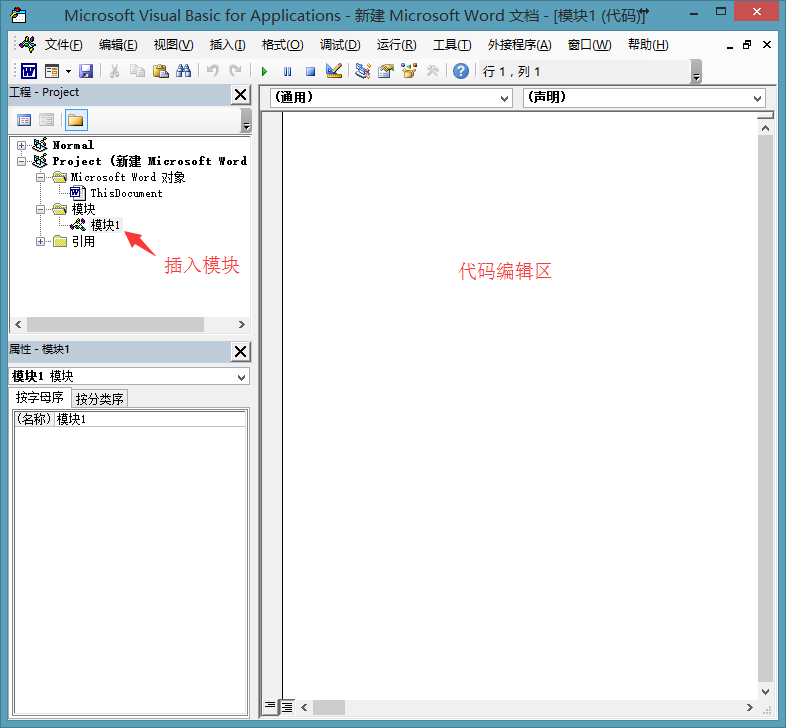 Microsoft Visual Basic for Applications - 新建 Microsoft Word 文档 - [模块1 (代码)]
文件(F) 编辑(E) 视图(V) 插入(I) 格式(O) 调试(D) 运行(R) 工具(T) 外接程序(A) 窗口(W) 帮助(H)
行 1，列 1
工程 - Project
(通用) (声明)
Normal
Project (新建 Microsoft Word
Microsoft Word 对象
ThisDocument
模块
模块1
引用
插入模块
代码编辑区
属性 - 模块1
模块1 模块
按字母序 按分类序
(名称) 模块1